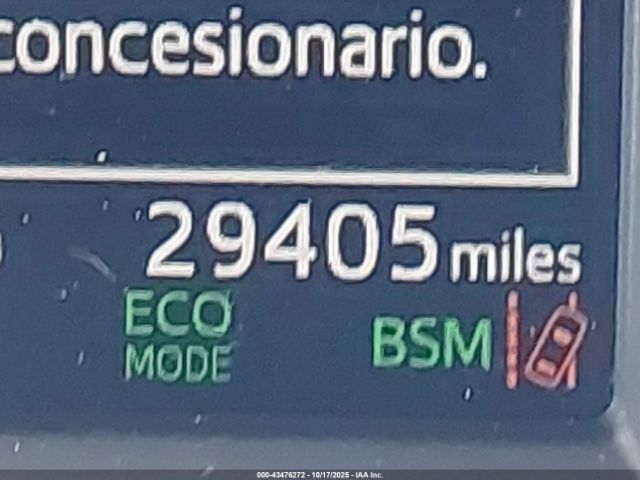 concesionario.
29405 miles
ECO
MODE
BSM
000-43476272 - 10/17/2025 - IAA Inc.